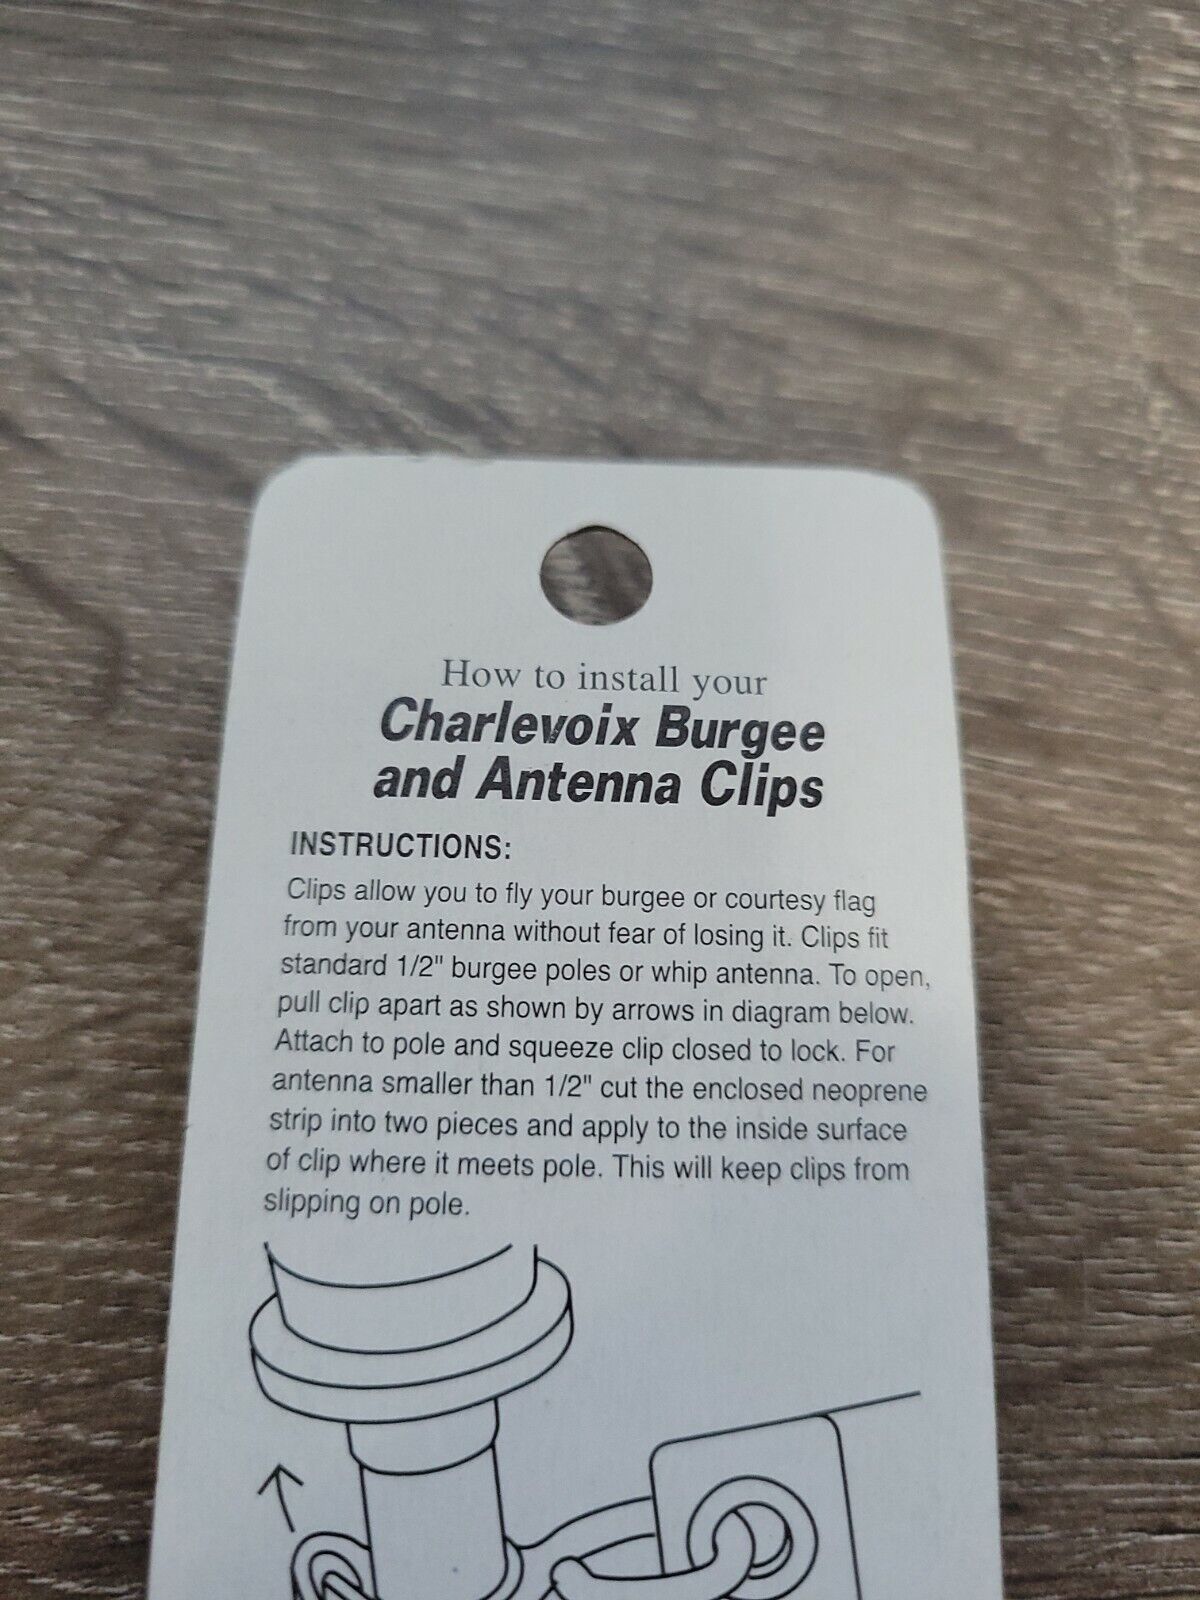 How to install your
Charlevoix Burgee
and Antenna Clips
INSTRUCTIONS:
Clips allow you to fly your burgee or courtesy flag
from your antenna without fear of losing it. Clips fit
standard 1/2" burgee poles or whip antenna. To open,
pull clip apart as shown by arrows in diagram below.
Attach to pole and squeeze clip closed to lock. For
antenna smaller than 1/2" cut the enclosed neoprene
strip into two pieces and apply to the inside surface
of clip where it meets pole. This will keep clips from
slipping on pole.